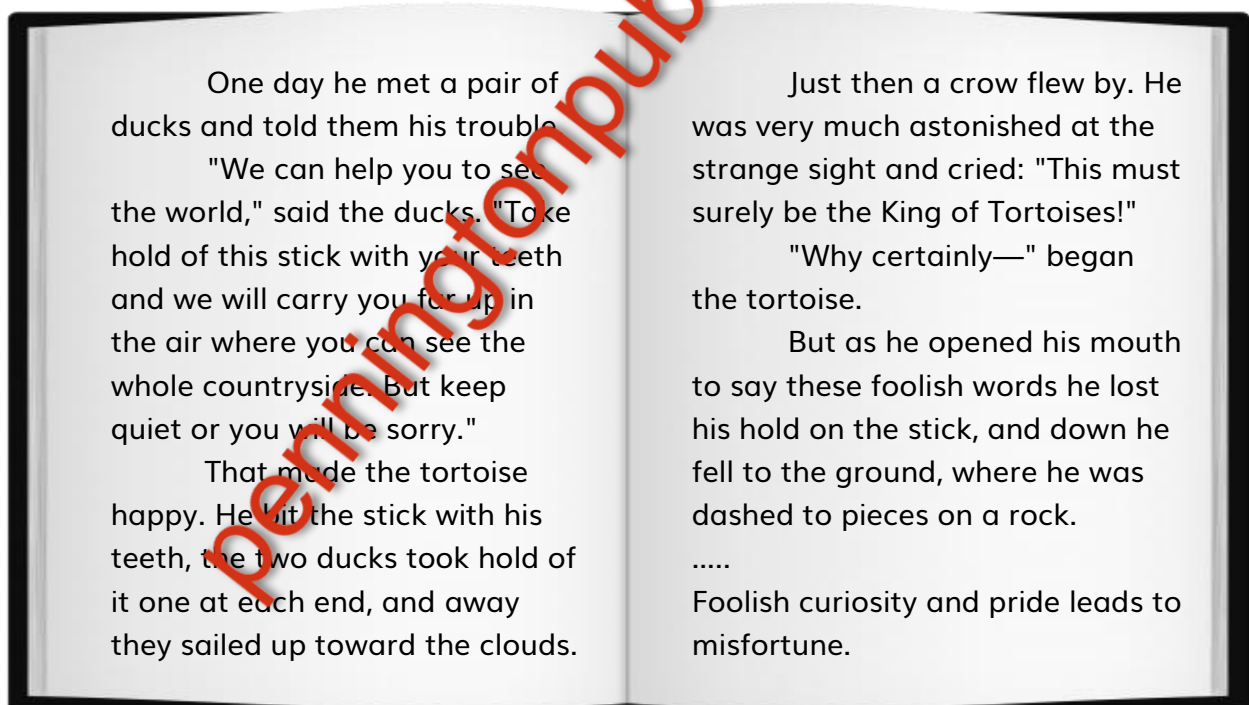 One day he met a pair of
ducks and told them his trouble.
"We can help you to see
the world," said the ducks. "Take
hold of this stick with your teeth
and we will carry you far up in
the air where you can see the
whole countryside. But keep
quiet or you will be sorry."
That made the tortoise
happy. He bit the stick with his
teeth, the two ducks took hold of
it one at each end, and away
they sailed up toward the clouds.
Just then a crow flew by. He
was very much astonished at the
strange sight and cried: "This must
surely be the King of Tortoises!"
"Why certainly—" began
the tortoise.
But as he opened his mouth
to say these foolish words he lost
his hold on the stick, and down he
fell to the ground, where he was
dashed to pieces on a rock.
.....
Foolish curiosity and pride leads to
misfortune.
penningtonpub